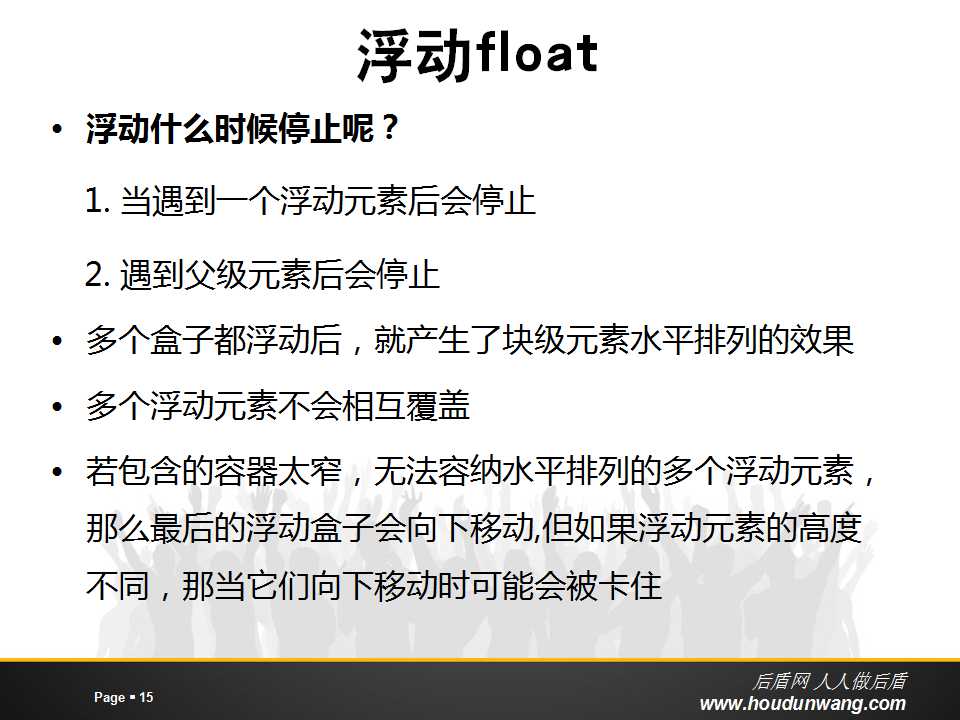 浮动float
• 浮动什么时候停止呢？
1. 当遇到一个浮动元素后会停止
2. 遇到父级元素后会停止
• 多个盒子都浮动后，就产生了块级元素水平排列的效果
• 多个浮动元素不会相互覆盖
• 若包含的容器太窄，无法容纳水平排列的多个浮动元素，
那么最后的浮动盒子会向下移动,但如果浮动元素的高度
不同，那当它们向下移动时可能会被卡住
Page ▪ 15
后盾网 人人做后盾
www.houdunwang.com